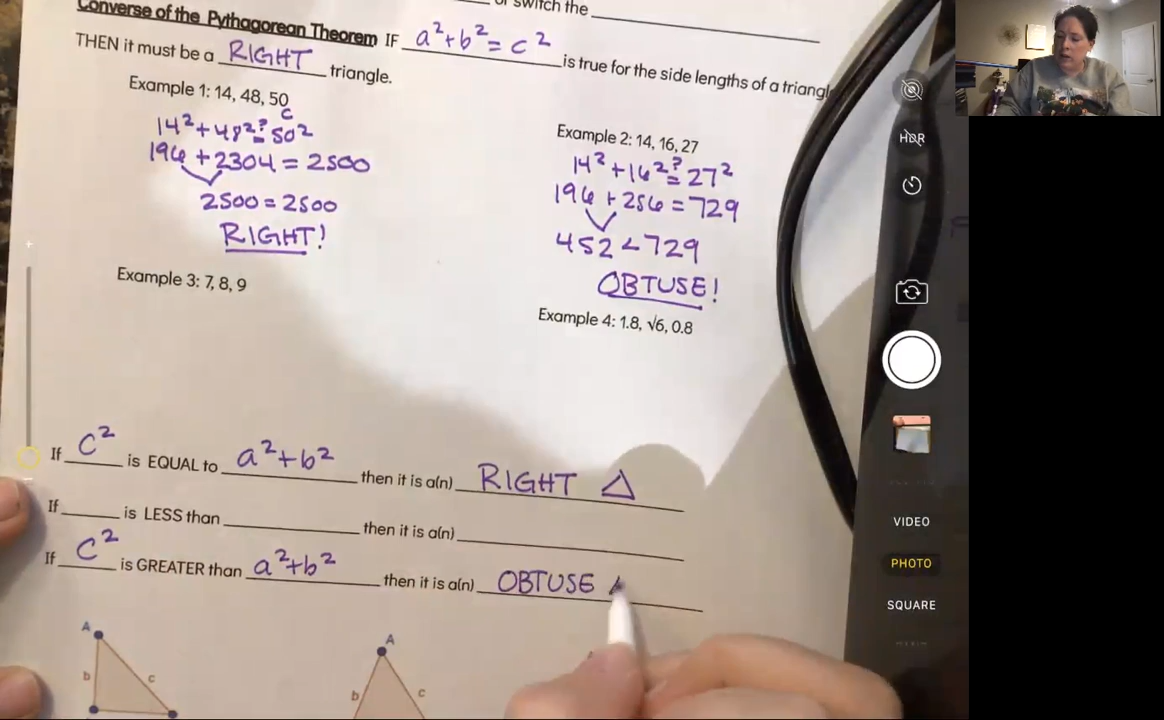 or switch the
Converse of the Pythagorean Theorem IF a²+b²=c² is true for the side lengths of a triangl
THEN it must be a RIGHT triangle.
Example 1: 14, 48, 50
c
14²+48²≟50²
196+2304=2500
2500=2500
RIGHT!
Example 2: 14, 16, 27
14²+16²≟27²
196+256=729
452<729
OBTUSE!
Example 3: 7, 8, 9
Example 4: 1.8, √6, 0.8
If c² is EQUAL to a²+b² then it is a(n) RIGHT △
If is LESS than then it is a(n)
If c² is GREATER than a²+b² then it is a(n) OBTUSE
A
b
c
A
b
c
HDR
VIDEO
PHOTO
SQUARE